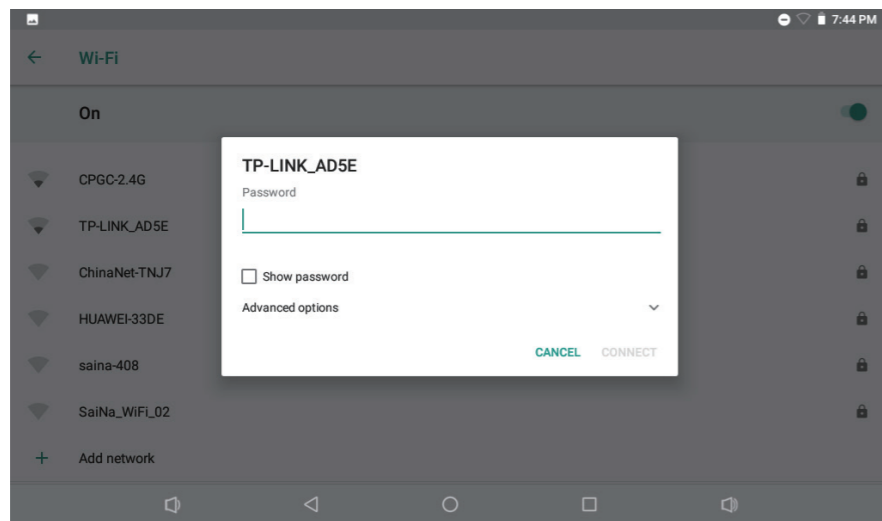 7:44 PM
Wi-Fi
On
CPGC-2.4G
TP-LINK_AD5E
ChinaNet-TNJ7
HUAWEI-33DE
saina-408
SaiNa_WiFi_02
Add network
TP-LINK_AD5E
Password
Show password
Advanced options
CANCEL CONNECT